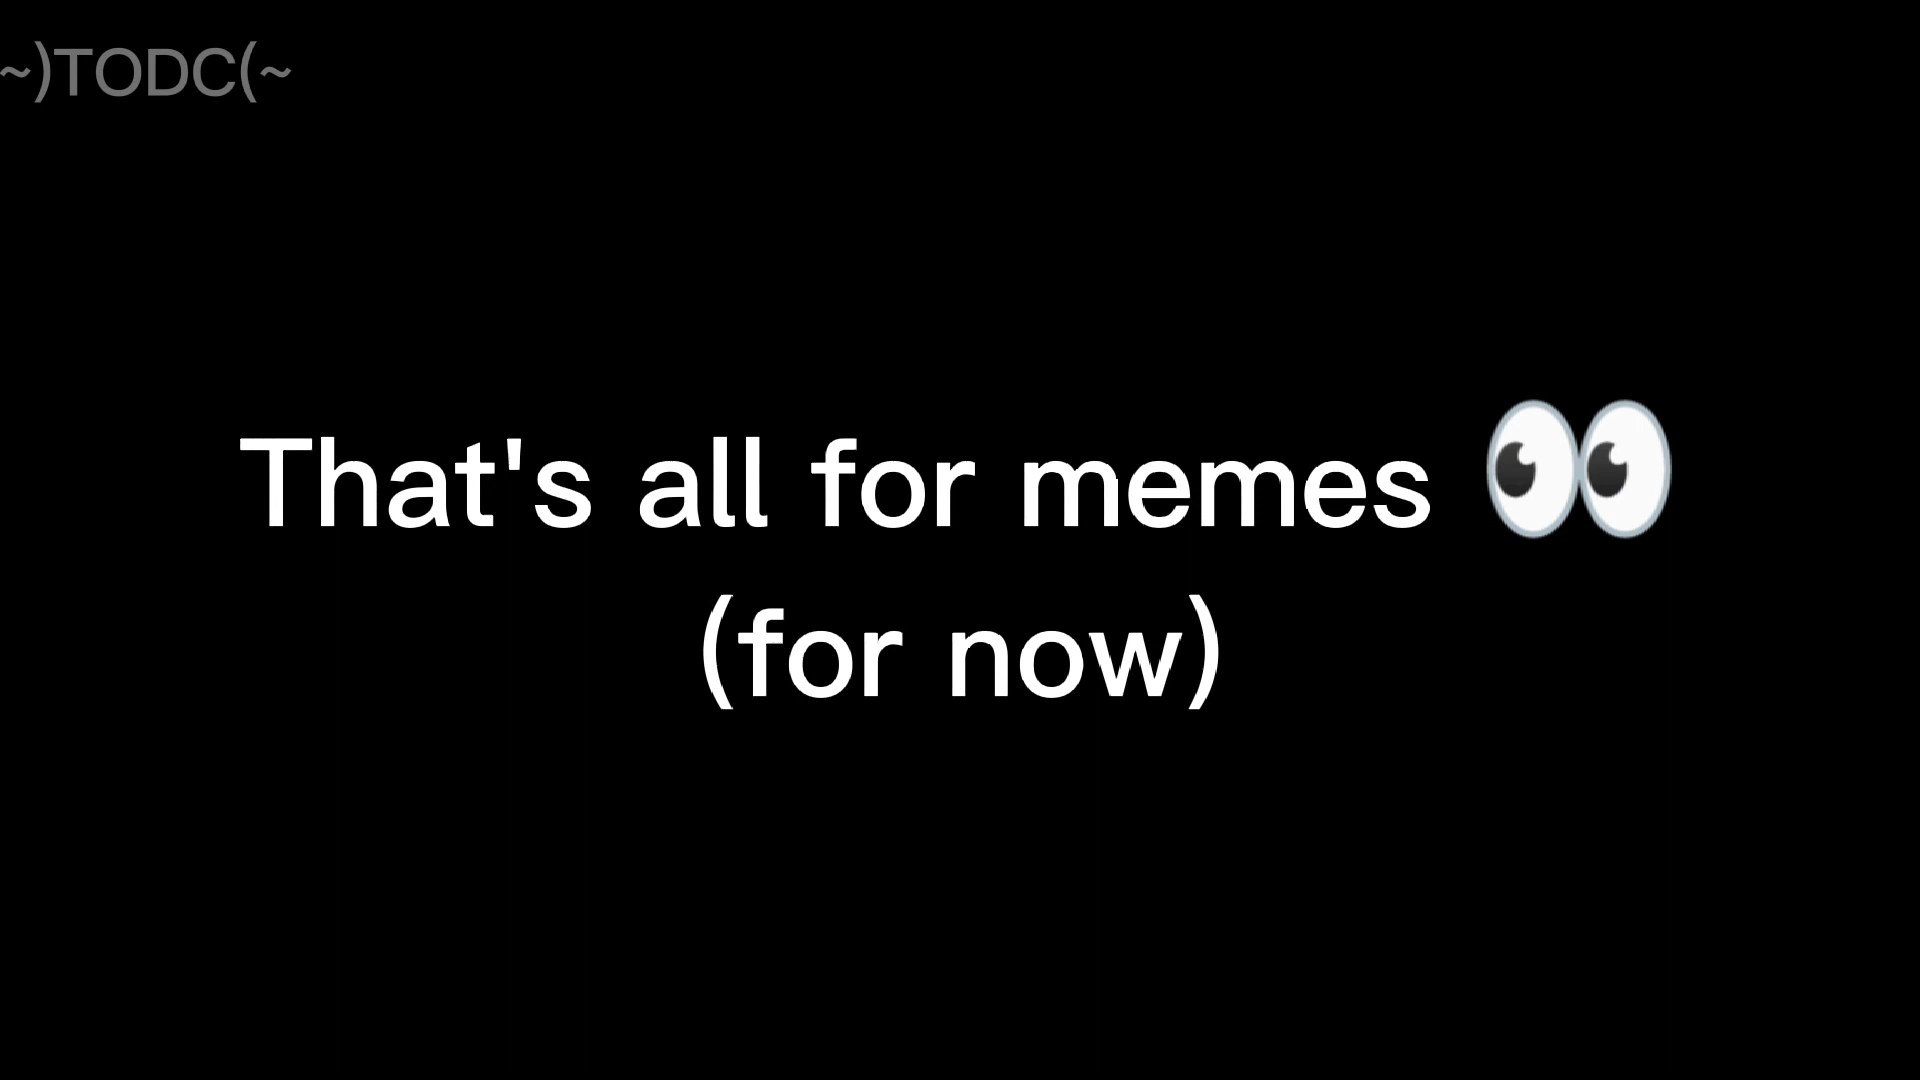 ~)TODC(~
That's all for memes 👀
(for now)